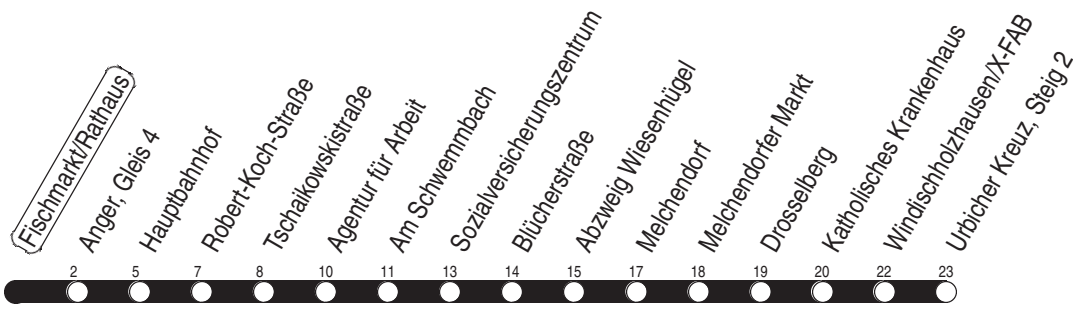 Fischmarkt/Rathaus
Anger, Gleis 4
Hauptbahnhof
Robert-Koch-Straße
Tschaikowskistraße
Agentur für Arbeit
Am Schwemmbach
Sozialversicherungszentrum
Blücherstraße
Abzweig Wiesenhügel
Melchendorf
Melchendorfer Markt
Drosselberg
Katholisches Krankenhaus
Windischholzhausen/X-FAB
Urbicher Kreuz, Steig 2
2 5 7 8 10 11 13 14 15 17 18 19 20 22 23